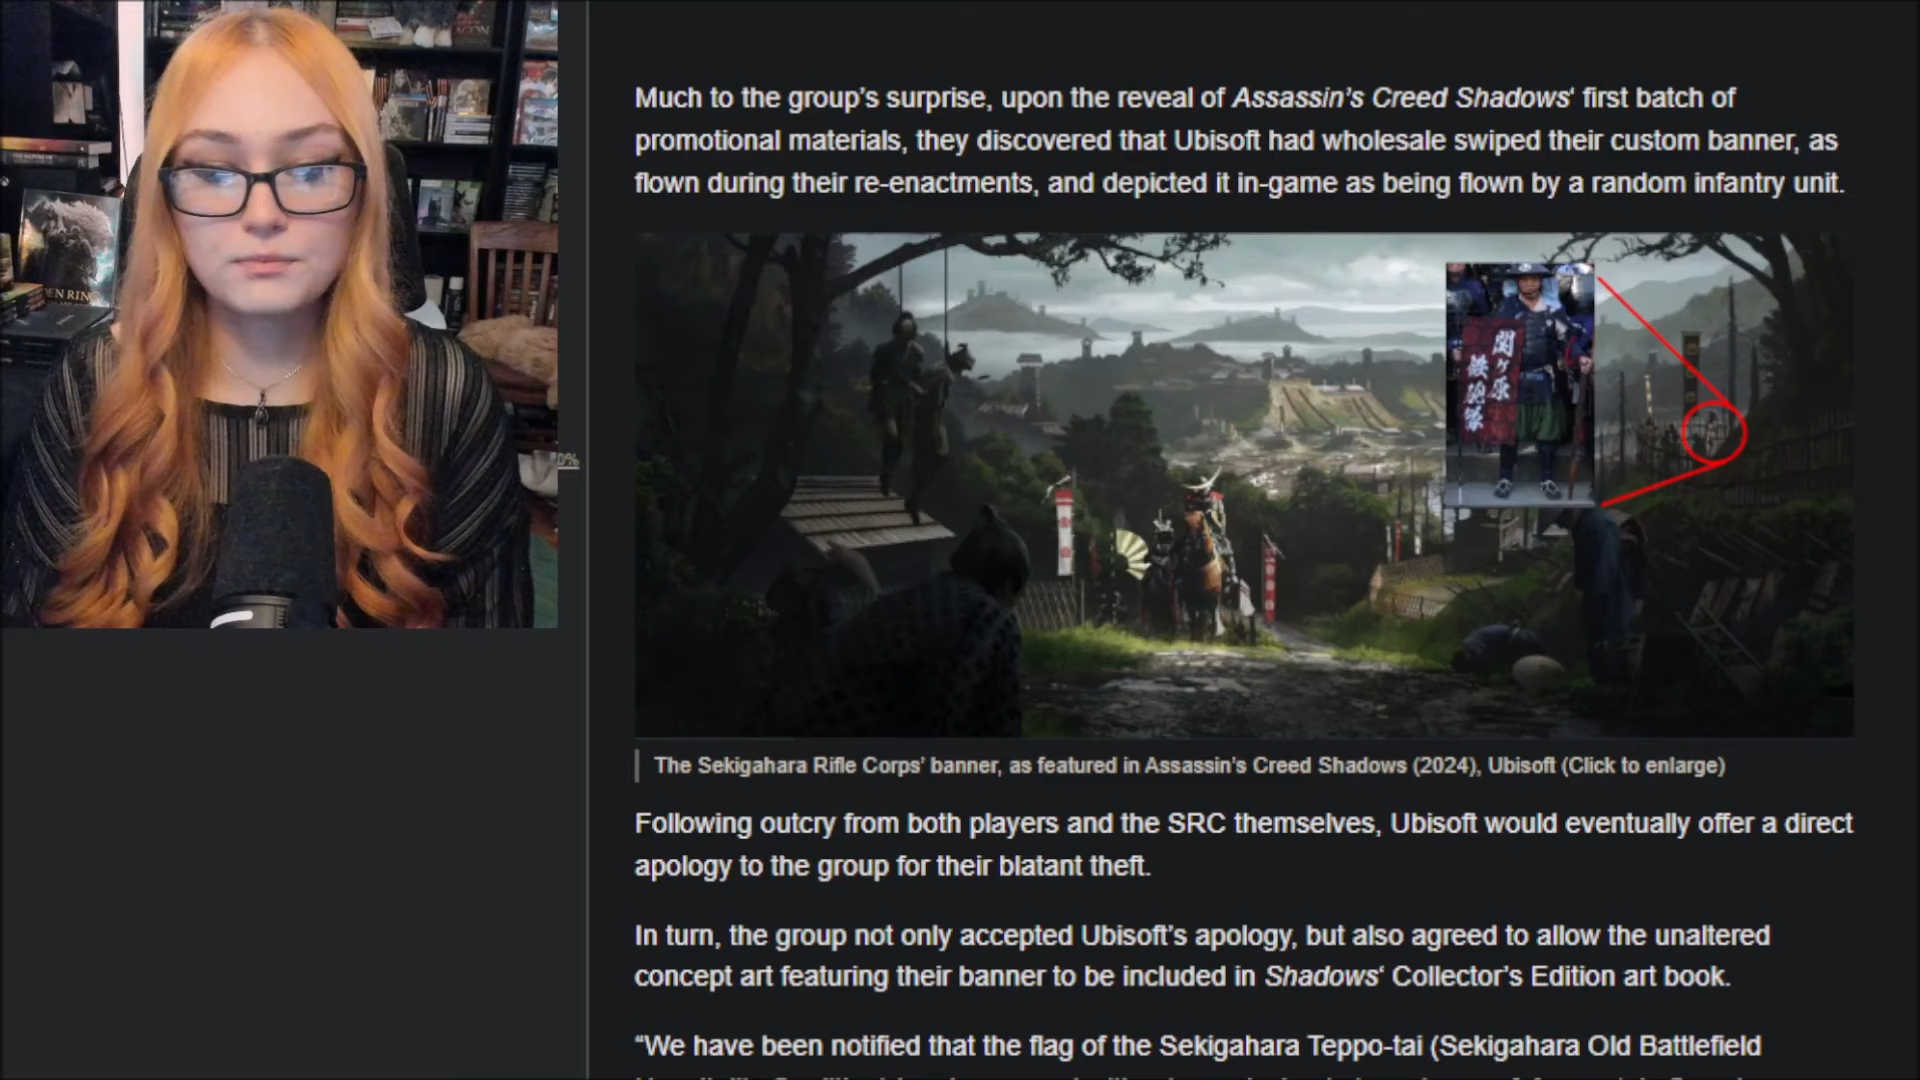 Much to the group's surprise, upon the reveal of Assassin's Creed Shadows' first batch of
promotional materials, they discovered that Ubisoft had wholesale swiped their custom banner, as
flown during their re-enactments, and depicted it in-game as being flown by a random infantry unit.
関ヶ原
鉄砲隊
EN RING
0%
The Sekigahara Rifle Corps' banner, as featured in Assassin's Creed Shadows (2024), Ubisoft (Click to enlarge)
Following outcry from both players and the SRC themselves, Ubisoft would eventually offer a direct
apology to the group for their blatant theft.
In turn, the group not only accepted Ubisoft's apology, but also agreed to allow the unaltered
concept art featuring their banner to be included in Shadows' Collector's Edition art book.
“We have been notified that the flag of the Sekigahara Teppo-tai (Sekigahara Old Battlefield